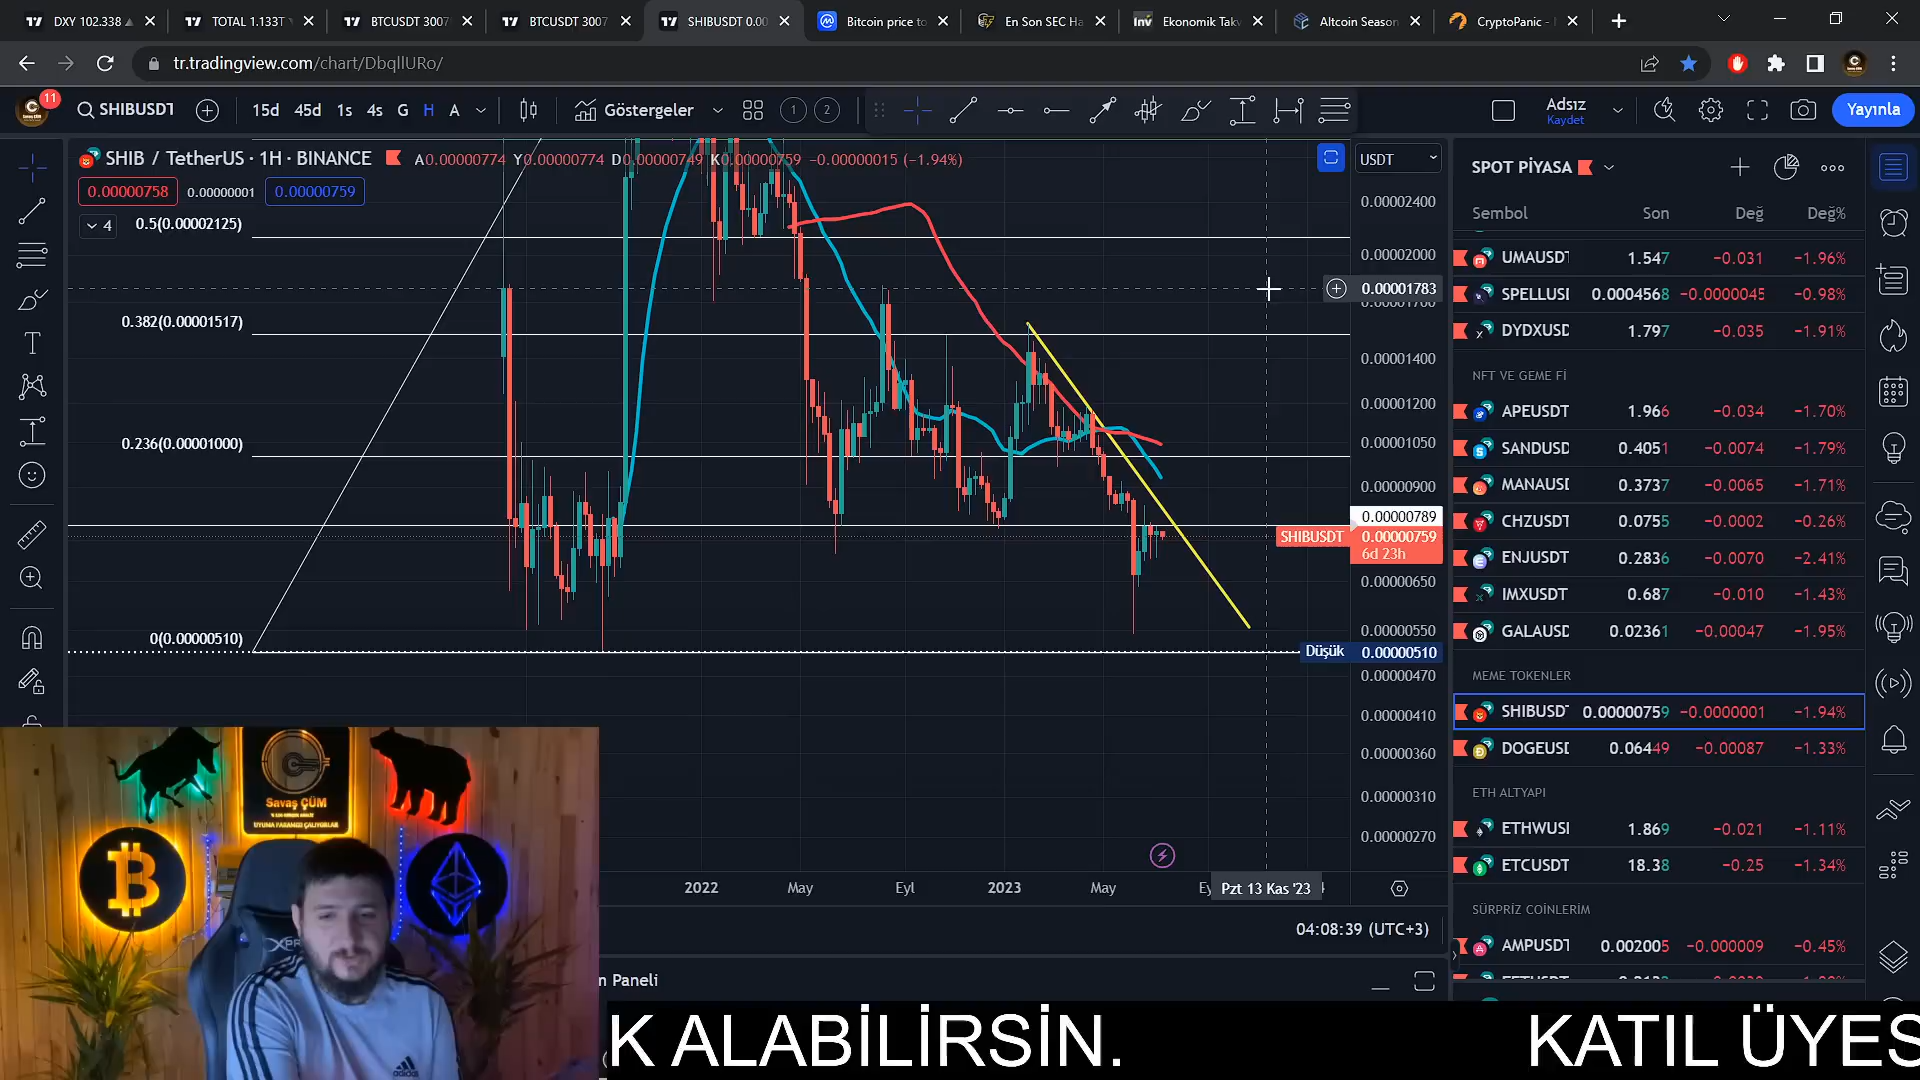 DXY 102.338
TOTAL 1.133T
BTCUSDT 3007
BTCUSDT 3007
SHIBUSDT 0.00
Bitcoin price to
En Son SEC Ha
Ekonomik Takv
Altcoin Season
CryptoPanic -
tr.tradingview.com/chart/DbqllURo/
11
SHIBUSDT
15d 45d 1s 4s G H A
Göstergeler
1 2
Adsız
Kaydet
Yayınla
SHIB / TetherUS · 1H · BINANCE
A0.00000774 Y0.00000774 D0.00000749 K0.00000759 −0.00000015 (−1.94%)
0.00000758 0.00000001 0.00000759
4
USDT
0.5(0.00002125)
0.382(0.00001517)
0.236(0.00001000)
0(0.00000510)
0.00002400
0.00002000
0.00001783
0.00001400
0.00001200
0.00001050
0.00000900
0.00000789
SHIBUSDT 0.00000759
6d 23h
0.00000650
0.00000550
Düşük 0.00000510
0.00000470
0.00000410
0.00000360
0.00000310
0.00000270
2022 May Eyl 2023 May Ey Pzt 13 Kas '23
04:08:39 (UTC+3)
n Paneli
SPOT PİYASA
Sembol Son Değ Değ%
UMAUSDT 1.547 −0.031 −1.96%
SPELLUSI 0.0004568 −0.0000045 −0.98%
DYDXUSD 1.797 −0.035 −1.91%
NFT VE GEME Fİ
APEUSDT 1.966 −0.034 −1.70%
SANDUSD 0.4051 −0.0074 −1.79%
MANAUSI 0.3737 −0.0065 −1.71%
CHZUSDT 0.0755 −0.0002 −0.26%
ENJUSDT 0.2836 −0.0070 −2.41%
IMXUSDT 0.687 −0.010 −1.43%
GALAUSD 0.02361 −0.00047 −1.95%
MEME TOKENLER
SHIBUSD 0.00000759 −0.0000001 −1.94%
DOGEUSI 0.06449 −0.00087 −1.33%
ETH ALTYAPI
ETHWUSI 1.869 −0.021 −1.11%
ETCUSDT 18.38 −0.25 −1.34%
SÜRPRİZ COİNLERİM
AMPUSDT 0.002005 −0.000009 −0.45%
Savaş ÇÜM
UYUMA PARAMIZI ÇALIYORLAR
adidas
K ALABİLİRSİN.
KATIL ÜYES